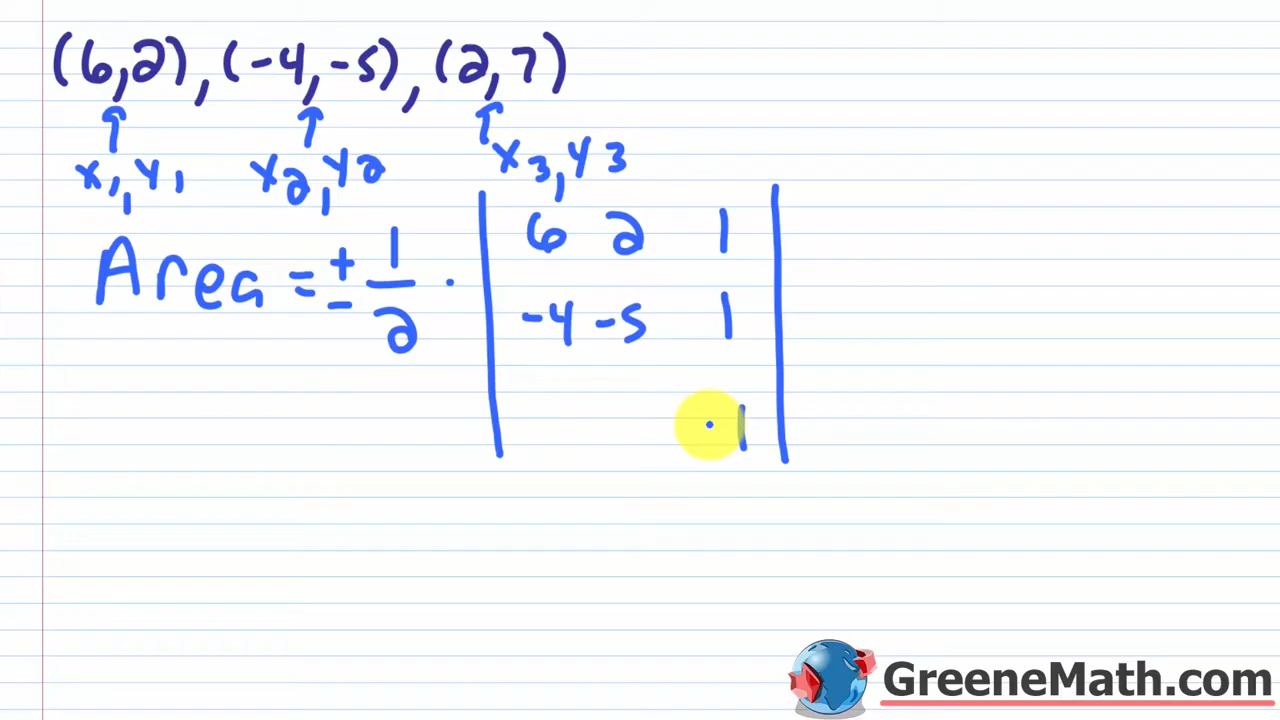 (6,2), (-4,-5), (2,7)
x1, y1 x2, y2 x3, y3
Area = ± 1/2 · | 6 2 1 |
| -4 -5 1 |
| 1 |
GreeneMath.com